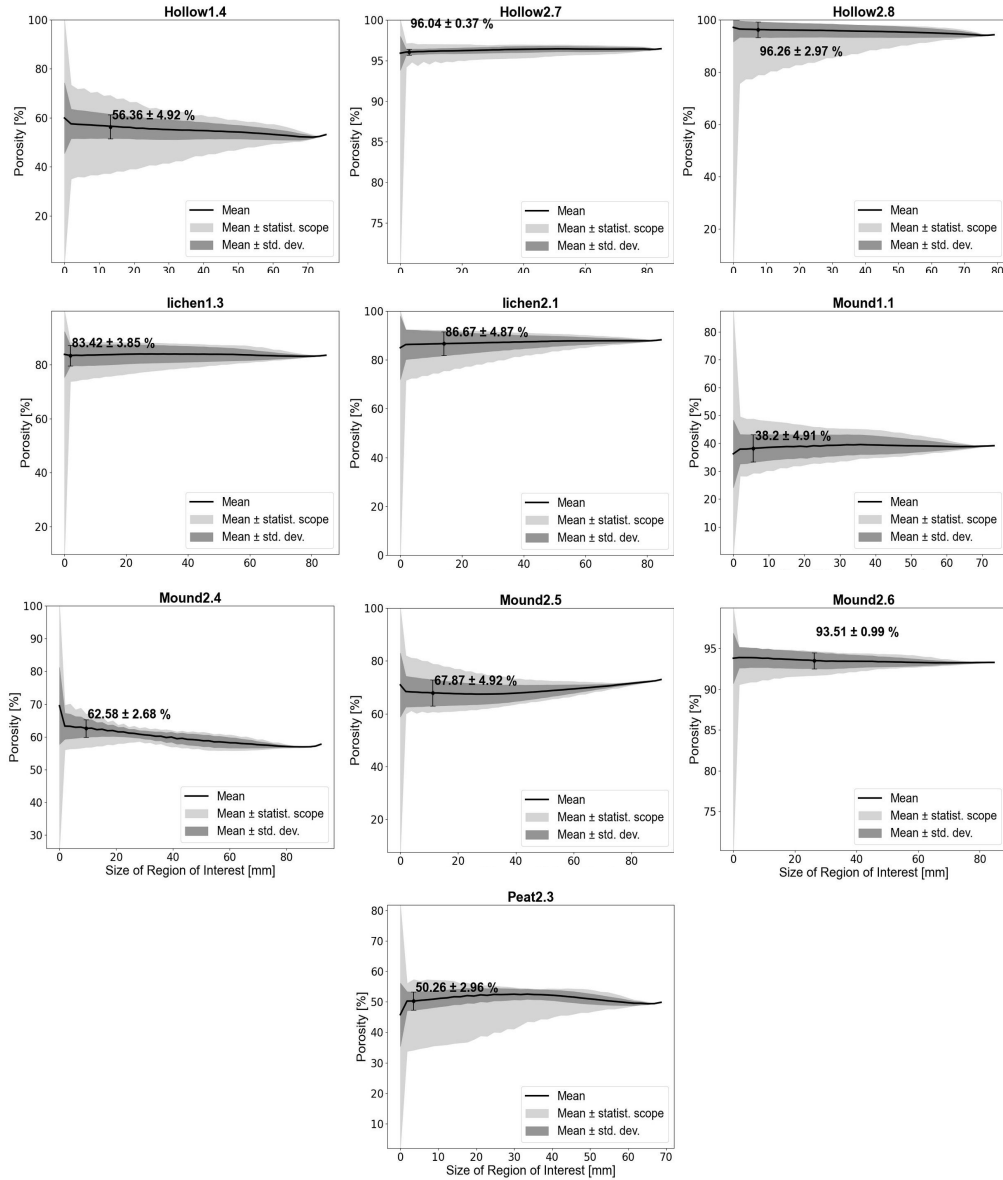 Hollow1.4
Porosity [%]
100
80
60
40
20
56.36 ± 4.92 %
Mean
Mean ± statist. scope
Mean ± std. dev.
0 10 20 30 40 50 60 70
Hollow2.7
Porosity [%]
100
95
90
85
80
75
96.04 ± 0.37 %
Mean
Mean ± statist. scope
Mean ± std. dev.
0 20 40 60 80
Hollow2.8
Porosity [%]
100
80
60
40
20
96.26 ± 2.97 %
Mean
Mean ± statist. scope
Mean ± std. dev.
0 10 20 30 40 50 60 70 80
lichen1.3
Porosity [%]
80
60
40
20
83.42 ± 3.85 %
Mean
Mean ± statist. scope
Mean ± std. dev.
0 20 40 60 80
lichen2.1
Porosity [%]
100
80
60
40
20
0
86.67 ± 4.87 %
Mean
Mean ± statist. scope
Mean ± std. dev.
0 20 40 60 80
Mound1.1
Porosity [%]
80
70
60
50
40
30
20
10
38.2 ± 4.91 %
Mean
Mean ± statist. scope
Mean ± std. dev.
0 10 20 30 40 50 60 70
Mound2.4
Porosity [%]
100
90
80
70
60
50
40
30
62.58 ± 2.68 %
Mean
Mean ± statist. scope
Mean ± std. dev.
0 20 40 60 80
Size of Region of Interest [mm]
Mound2.5
Porosity [%]
100
80
60
40
20
67.87 ± 4.92 %
Mean
Mean ± statist. scope
Mean ± std. dev.
0 20 40 60 80
Mound2.6
Porosity [%]
95
90
85
80
75
93.51 ± 0.99 %
Mean
Mean ± statist. scope
Mean ± std. dev.
0 20 40 60 80
Size of Region of Interest [mm]
Peat2.3
Porosity [%]
80
70
60
50
40
30
20
10
50.26 ± 2.96 %
Mean
Mean ± statist. scope
Mean ± std. dev.
0 10 20 30 40 50 60 70
Size of Region of Interest [mm]